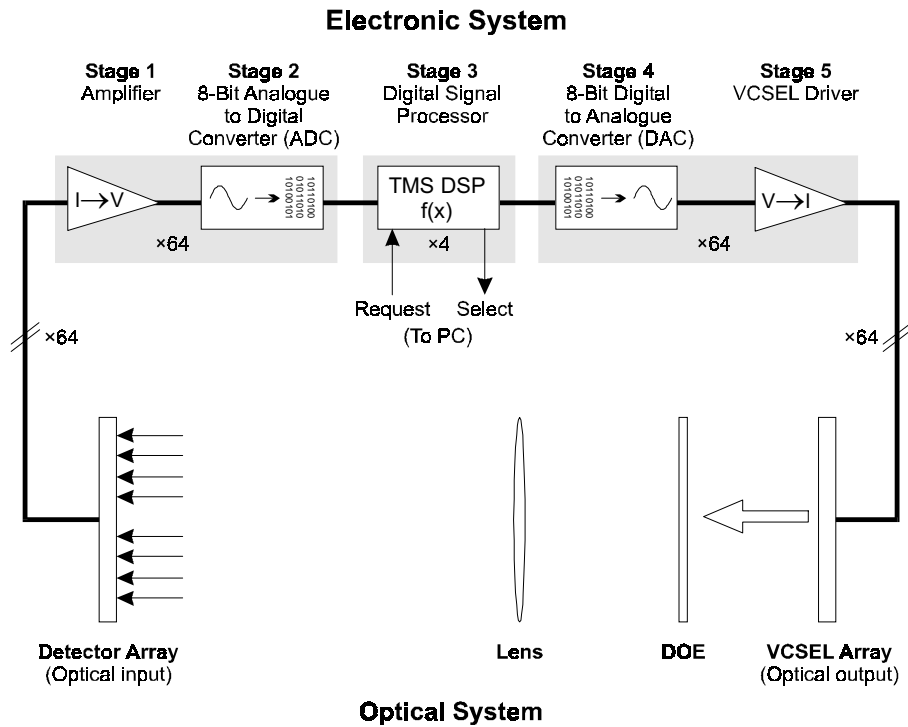 Electronic System
Stage 1
Amplifier
Stage 2
8-Bit Analogue
to Digital
Converter (ADC)
Stage 3
Digital Signal
Processor
Stage 4
8-Bit Digital
to Analogue
Converter (DAC)
Stage 5
VCSEL Driver
I→V
10100101
01011010
10110100
TMS DSP
f(x)
10100101
01011010
10110100
V→I
×64
×4
×64
Request
Select
(To PC)
×64
×64
Detector Array
(Optical input)
Lens
DOE
VCSEL Array
(Optical output)
Optical System